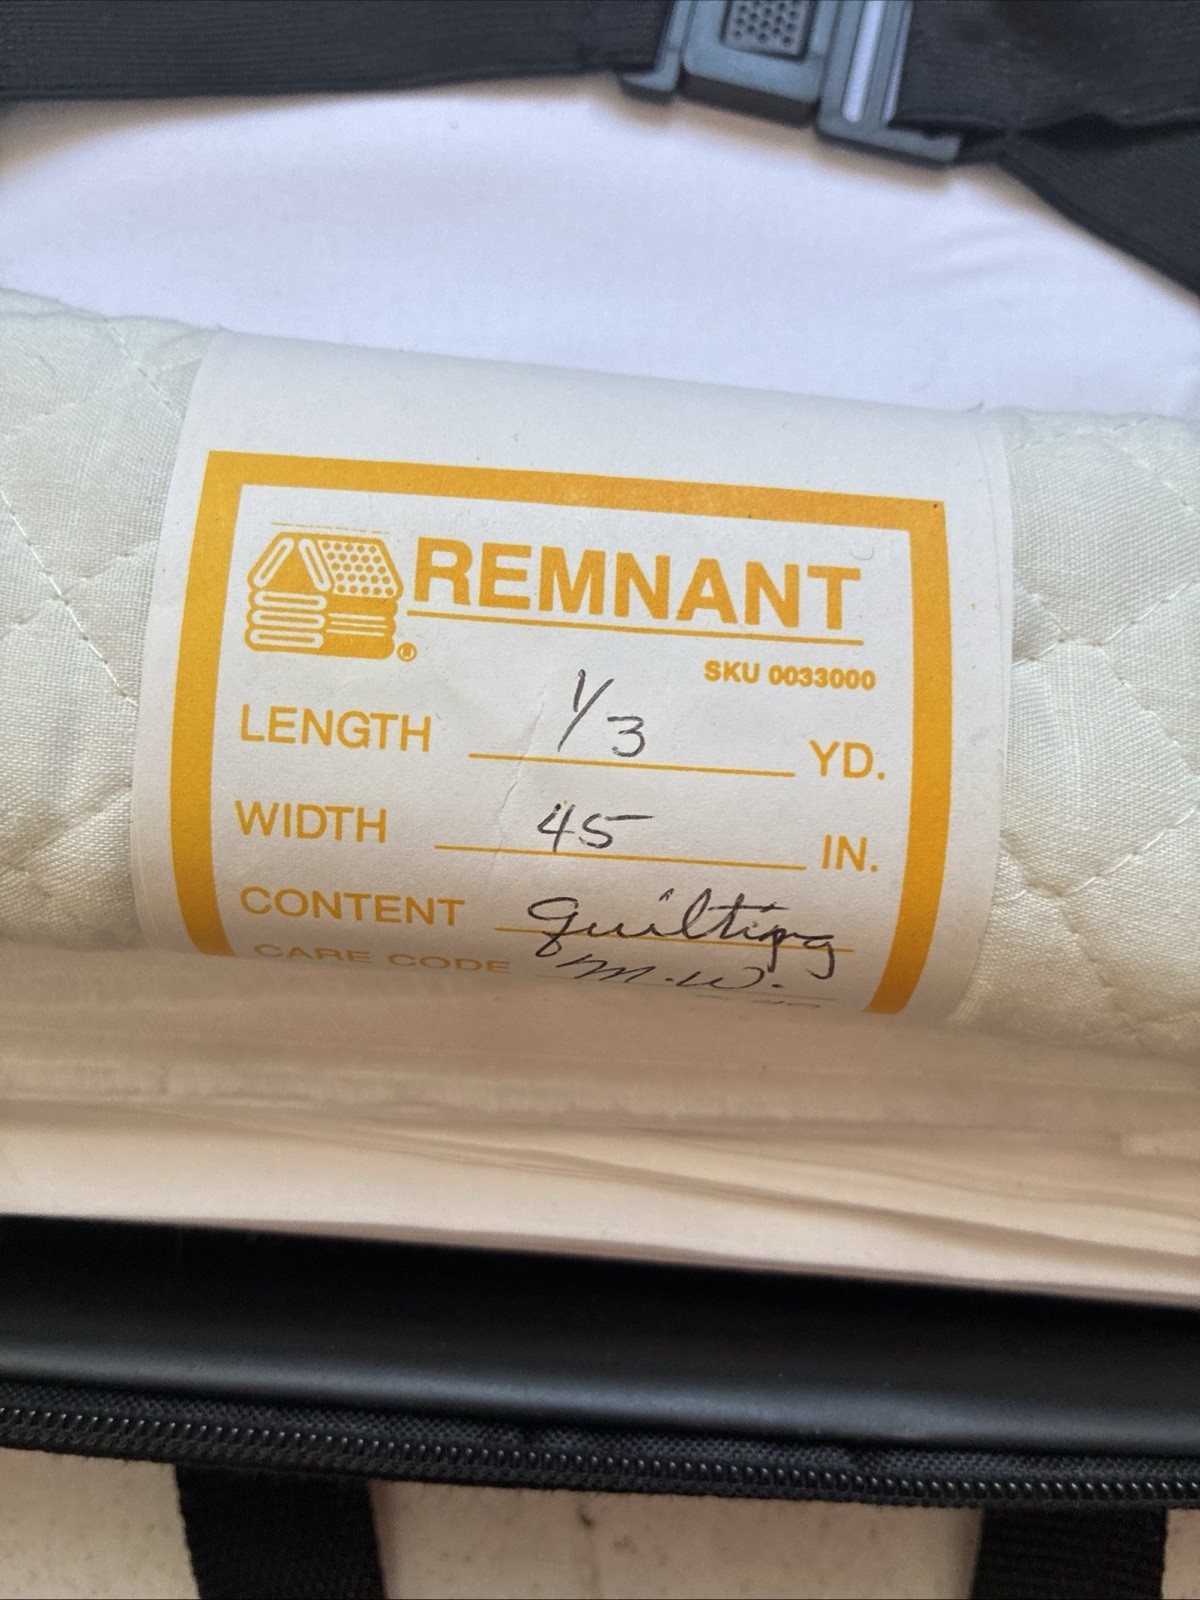 REMNANT
SKU 0033000
LENGTH 1/3 YD.
WIDTH 45 IN.
CONTENT quilting
CARE CODE M.W.